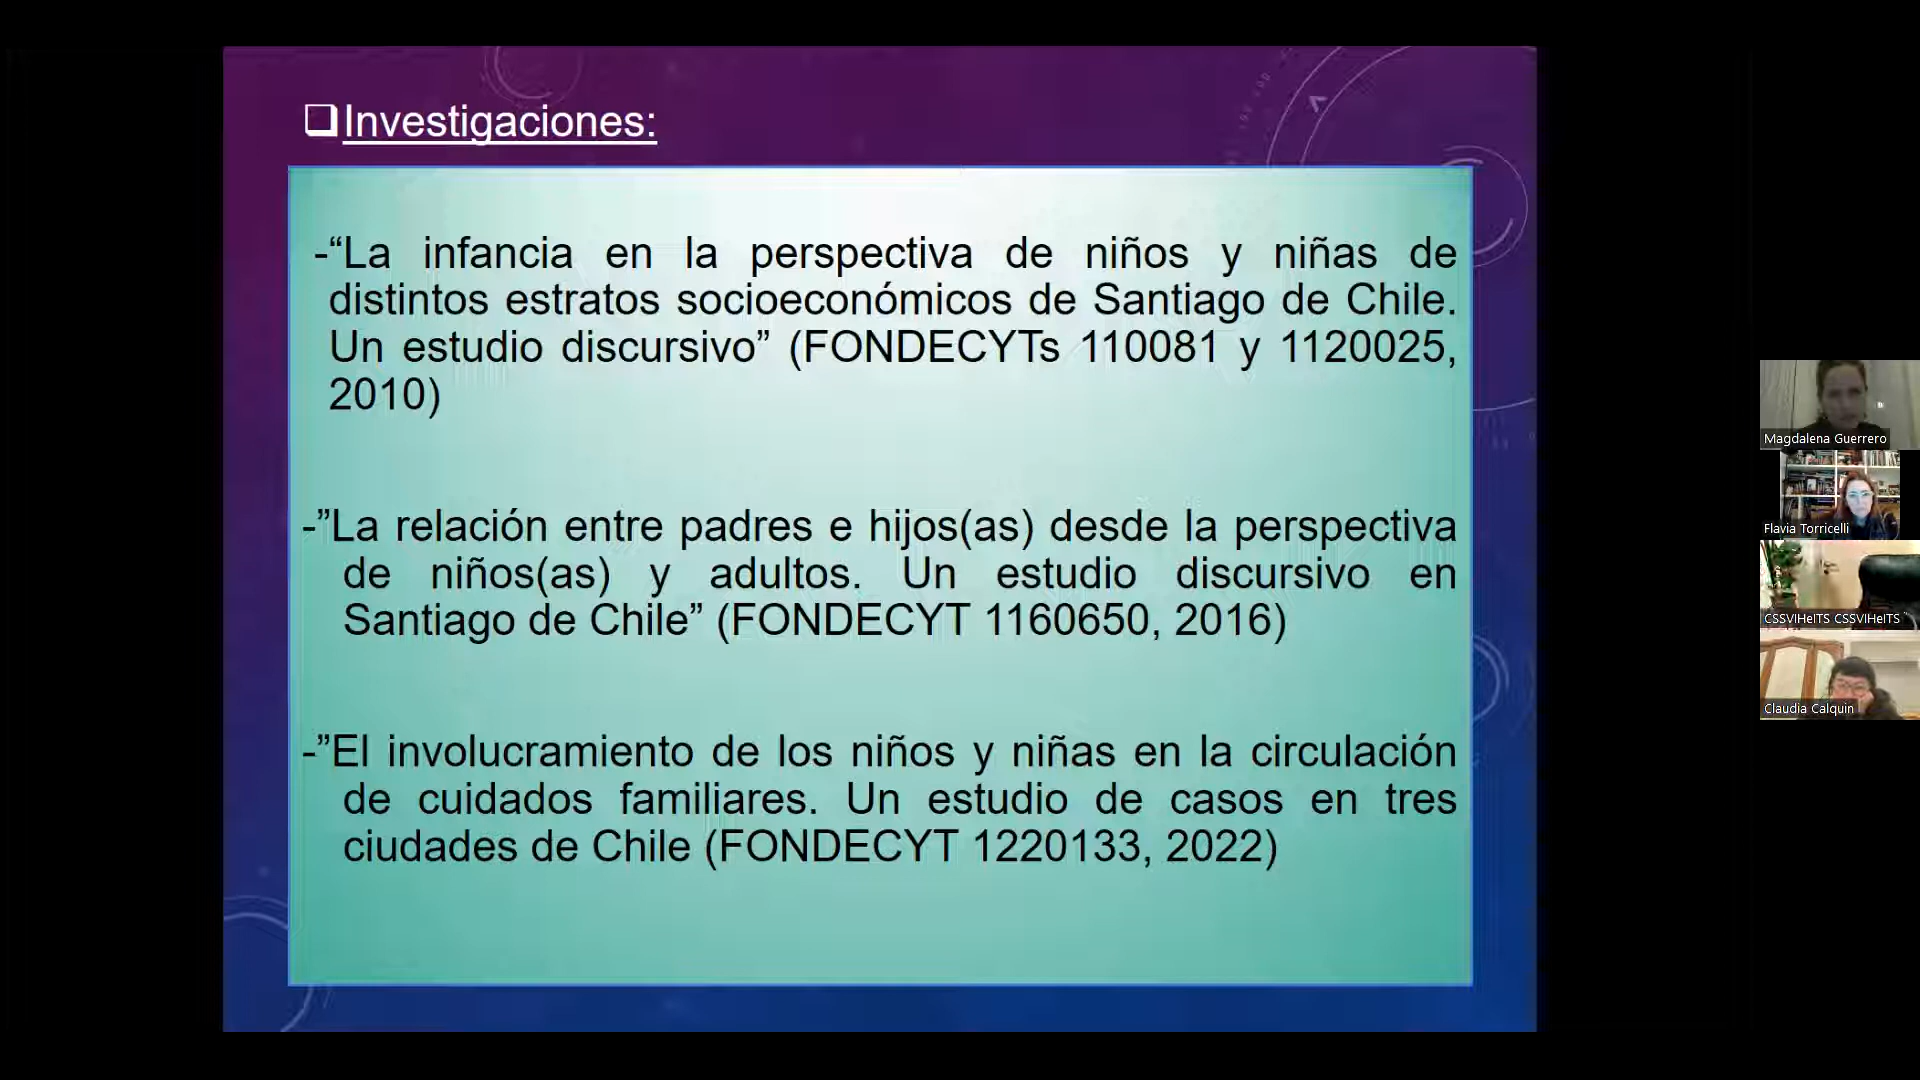 Investigaciones:
-“La infancia en la perspectiva de niños y niñas de
distintos estratos socioeconómicos de Santiago de Chile.
Un estudio discursivo” (FONDECYTs 110081 y 1120025,
2010)
-”La relación entre padres e hijos(as) desde la perspectiva
de niños(as) y adultos. Un estudio discursivo en
Santiago de Chile” (FONDECYT 1160650, 2016)
-”El involucramiento de los niños y niñas en la circulación
de cuidados familiares. Un estudio de casos en tres
ciudades de Chile (FONDECYT 1220133, 2022)
Magdalena Guerrero
Flavia Torricelli
CSSVIHeITS CSSVIHeITS
Claudia Calquin